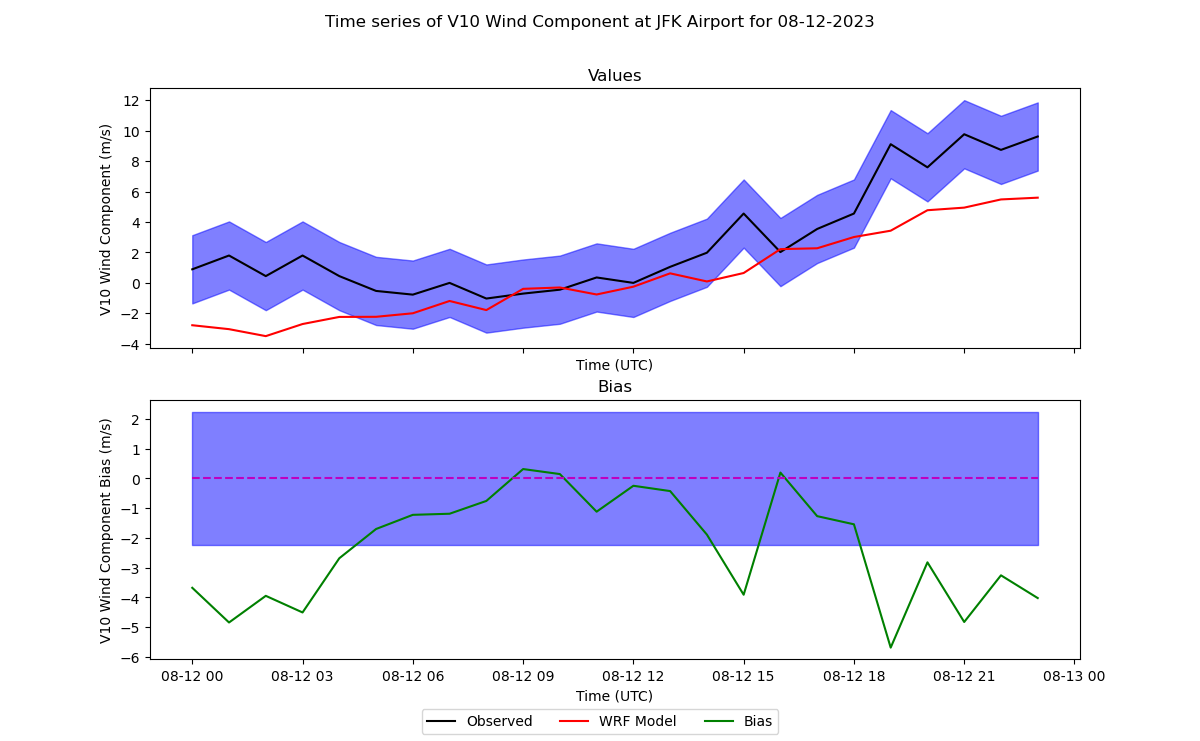 Time series of V10 Wind Component at JFK Airport for 08-12-2023
Values
V10 Wind Component (m/s)
12
10
8
6
4
2
0
−2
−4
Time (UTC)
Bias
V10 Wind Component Bias (m/s)
2
1
0
−1
−2
−3
−4
−5
−6
08-12 00 08-12 03 08-12 06 08-12 09 08-12 12 08-12 15 08-12 18 08-12 21 08-13 00
Time (UTC)
Observed WRF Model Bias